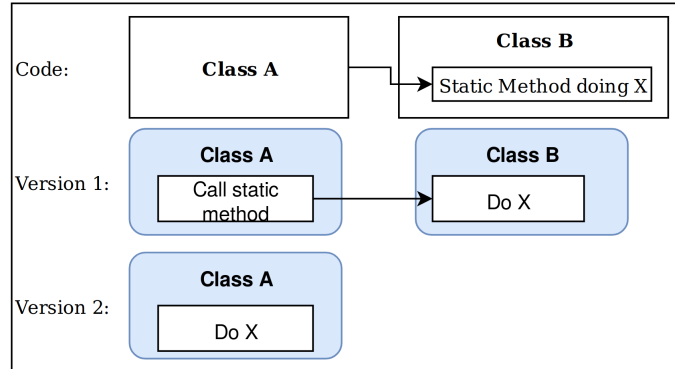 Code:
Class A
Class B
Static Method doing X
Version 1:
Class A
Call static
method
Class B
Do X
Version 2:
Class A
Do X